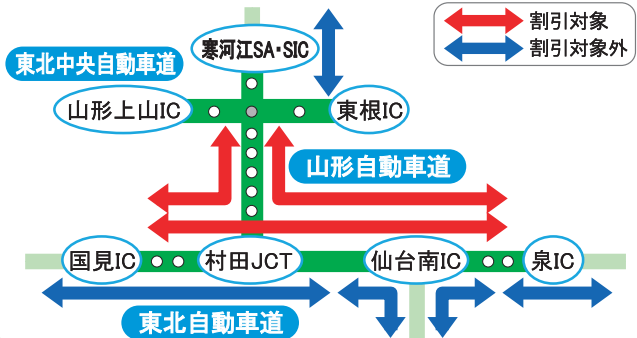 割引対象
割引対象外
寒河江SA・SIC
東北中央自動車道
山形上山IC
東根IC
山形自動車道
国見IC
村田JCT
仙台南IC
泉IC
東北自動車道